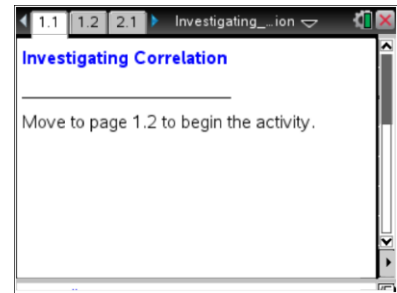 1.1 1.2 2.1 Investigating_...ion
Investigating Correlation
Move to page 1.2 to begin the activity.